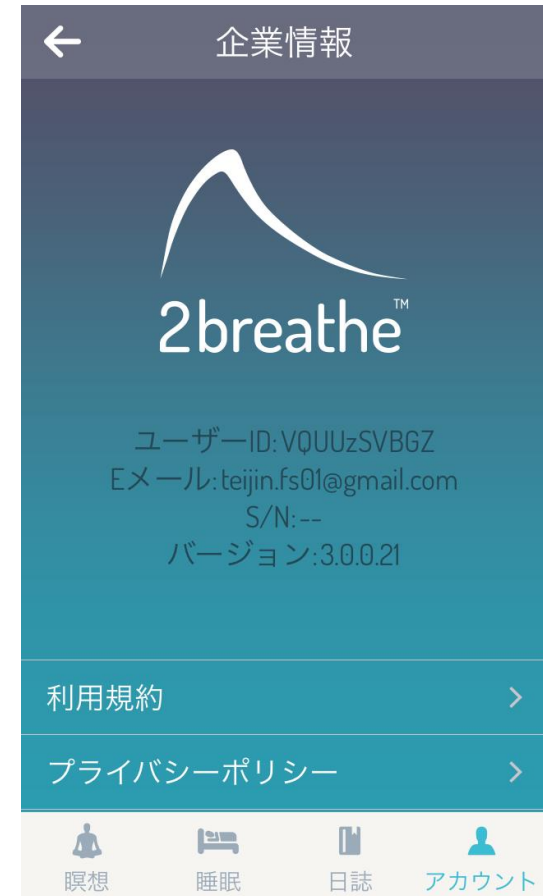 企業情報
2breathe™
ユーザーID:VQUUzSVBGZ
Eメール:teijin.fs01@gmail.com
S/N:--
バージョン:3.0.0.21
利用規約
プライバシーポリシー
瞑想 睡眠 日誌 アカウント